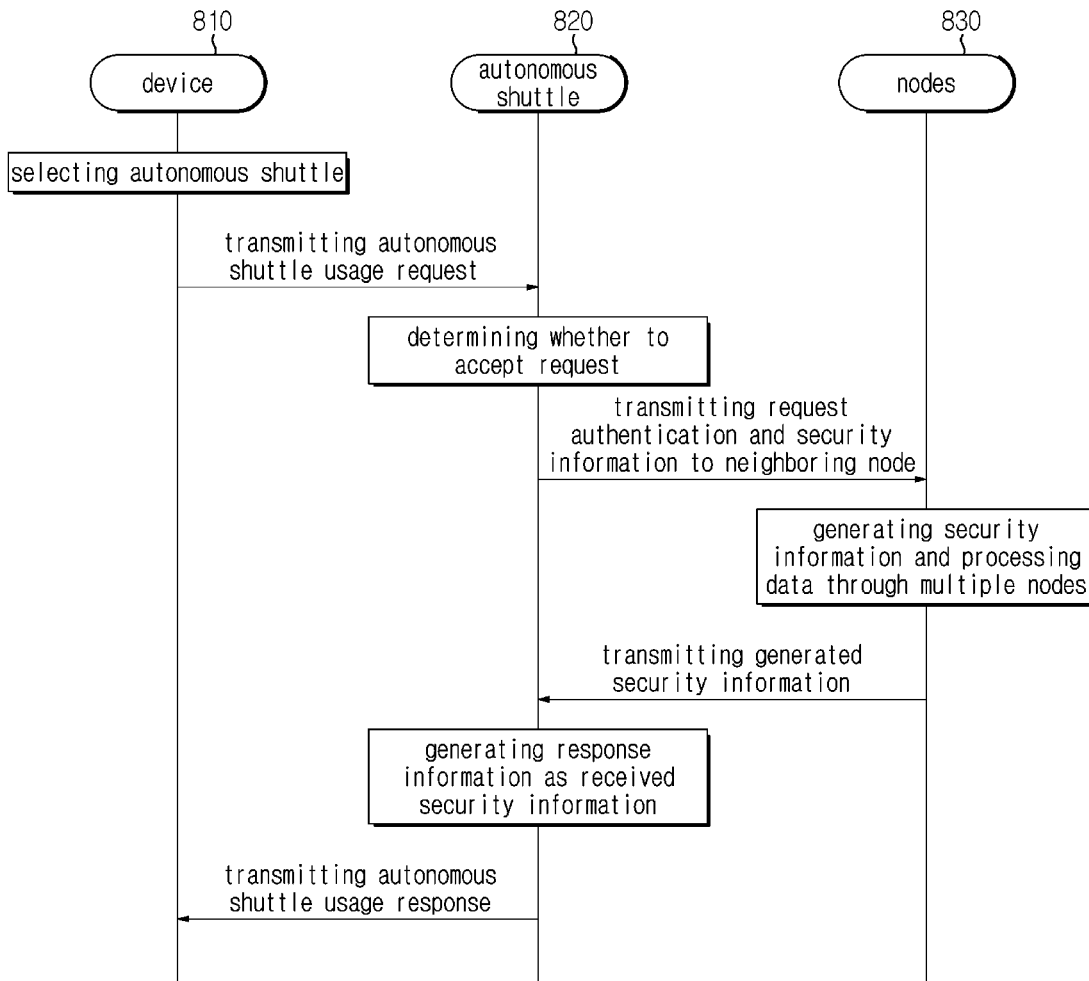 810
820
830
device
autonomous
shuttle
nodes
selecting autonomous shuttle
transmitting autonomous
shuttle usage request
determining whether to
accept request
transmitting request
authentication and security
information to neighboring node
generating security
information and processing
data through multiple nodes
transmitting generated
security information
generating response
information as received
security information
transmitting autonomous
shuttle usage response